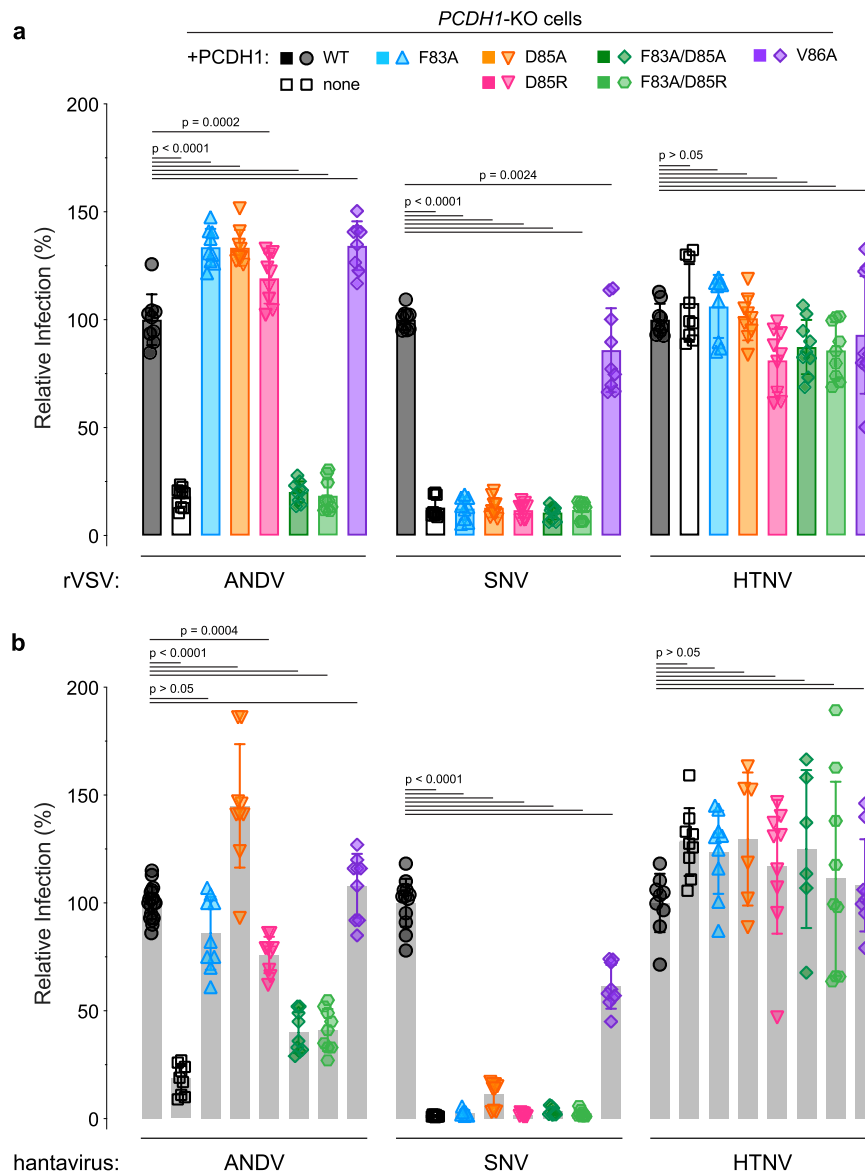 PCDH1-KO cells
a
+PCDH1: WT F83A D85A F83A/D85A V86A
none D85R F83A/D85R
200
p = 0.0002
p < 0.0001
p = 0.0024
p < 0.0001
p > 0.05
150
100
50
0
Relative Infection (%)
rVSV: ANDV SNV HTNV
b
p = 0.0004
p < 0.0001
p > 0.05
p < 0.0001
p > 0.05
200
150
100
50
0
Relative Infection (%)
hantavirus: ANDV SNV HTNV